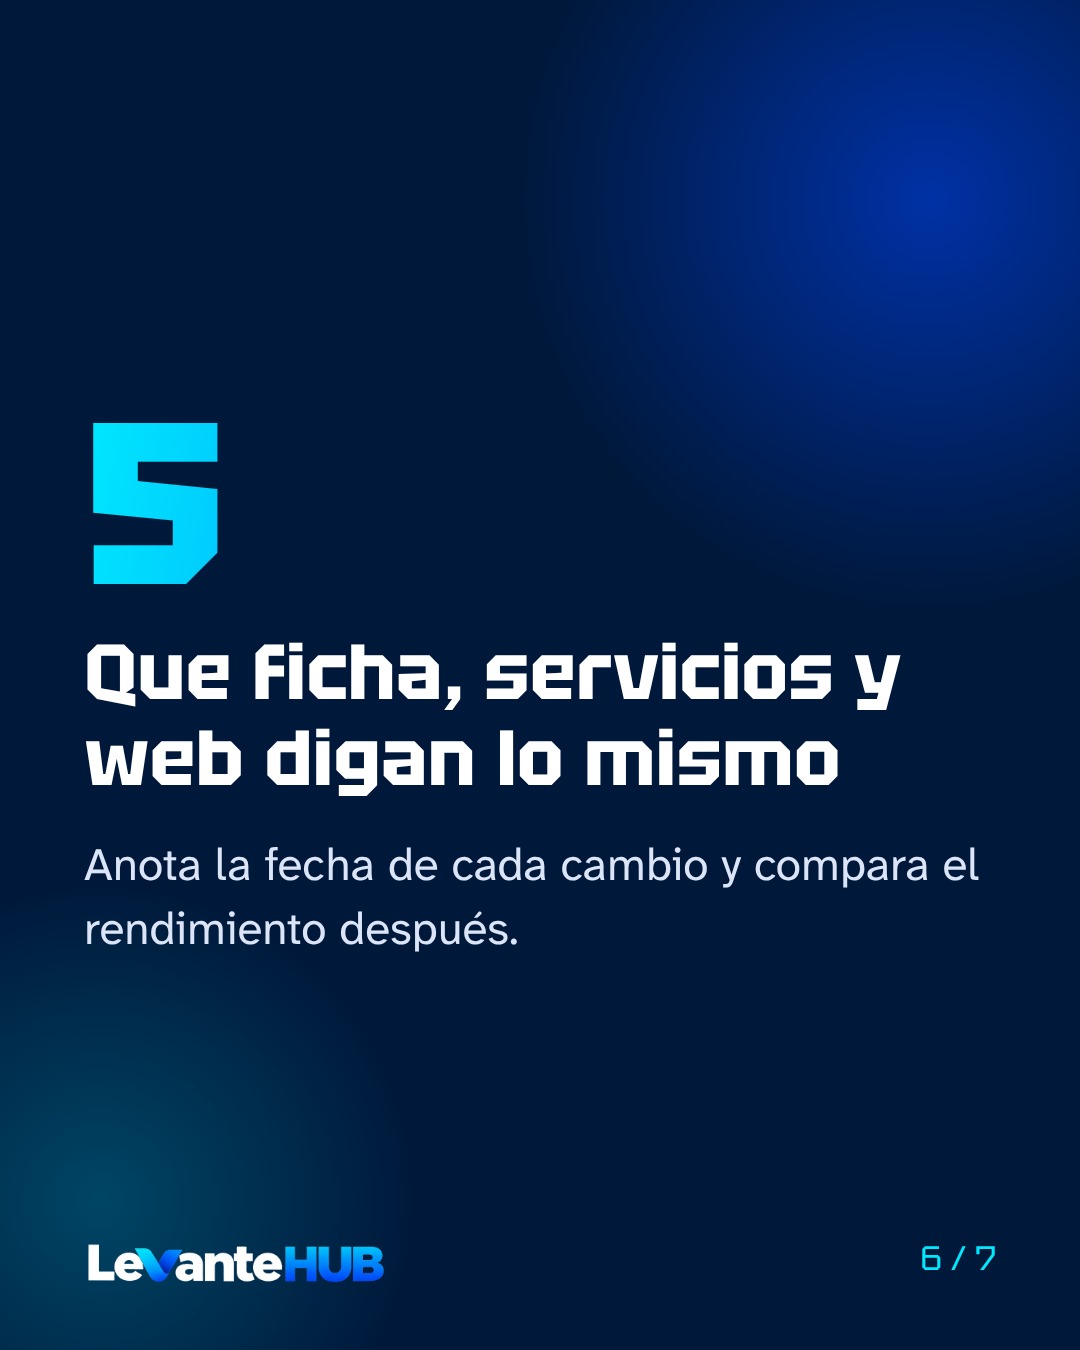 5
Que ficha, servicios y
web digan lo mismo
Anota la fecha de cada cambio y compara el
rendimiento después.
LevanteHUB
6 / 7